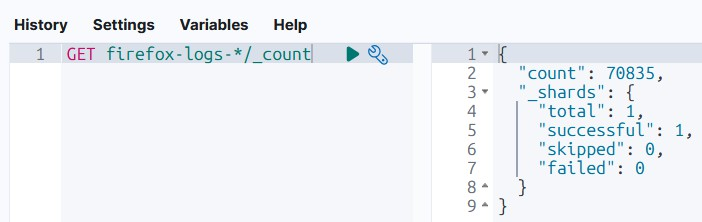 History Settings Variables Help
1 GET firefox-logs-*/_count
1 {
2 "count": 70835,
3 "_shards": {
4 "total": 1,
5 "successful": 1,
6 "skipped": 0,
7 "failed": 0
8 }
9 }